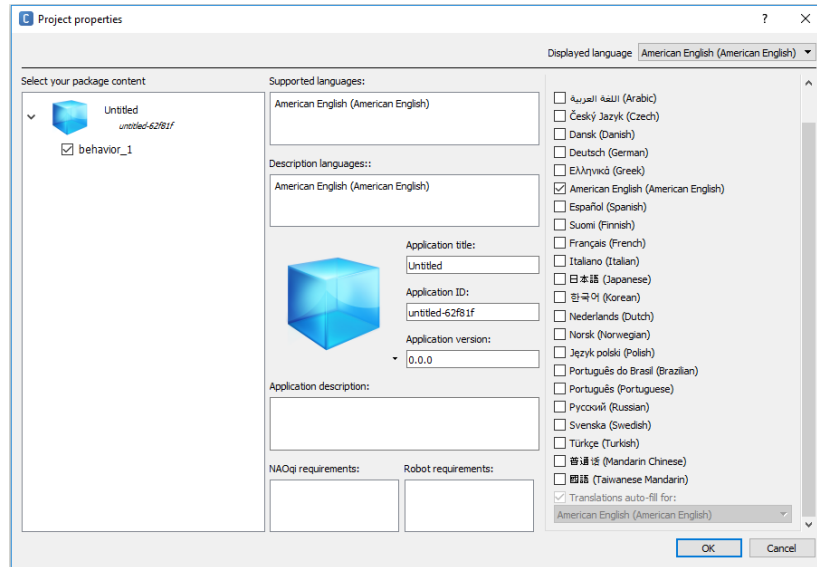 C Project properties ? X
Displayed language American English (American English)
Select your package content
Untitled
untitled-62f81f
behavior_1
Supported languages:
American English (American English)
Description languages::
American English (American English)
Application title:
Untitled
Application ID:
untitled-62f81f
Application version:
0.0.0
Application description:
NAOqi requirements: Robot requirements:
اللغة العربية (Arabic)
Český Jazyk (Czech)
Dansk (Danish)
Deutsch (German)
Ελληνικά (Greek)
American English (American English)
Español (Spanish)
Suomi (Finnish)
Français (French)
Italiano (Italian)
日本語 (Japanese)
한국어 (Korean)
Nederlands (Dutch)
Norsk (Norwegian)
Język polski (Polish)
Português do Brasil (Brazilian)
Português (Portuguese)
Русский (Russian)
Svenska (Swedish)
Türkçe (Turkish)
普通话 (Mandarin Chinese)
國語 (Taiwanese Mandarin)
Translations auto-fill for:
American English (American English)
OK Cancel